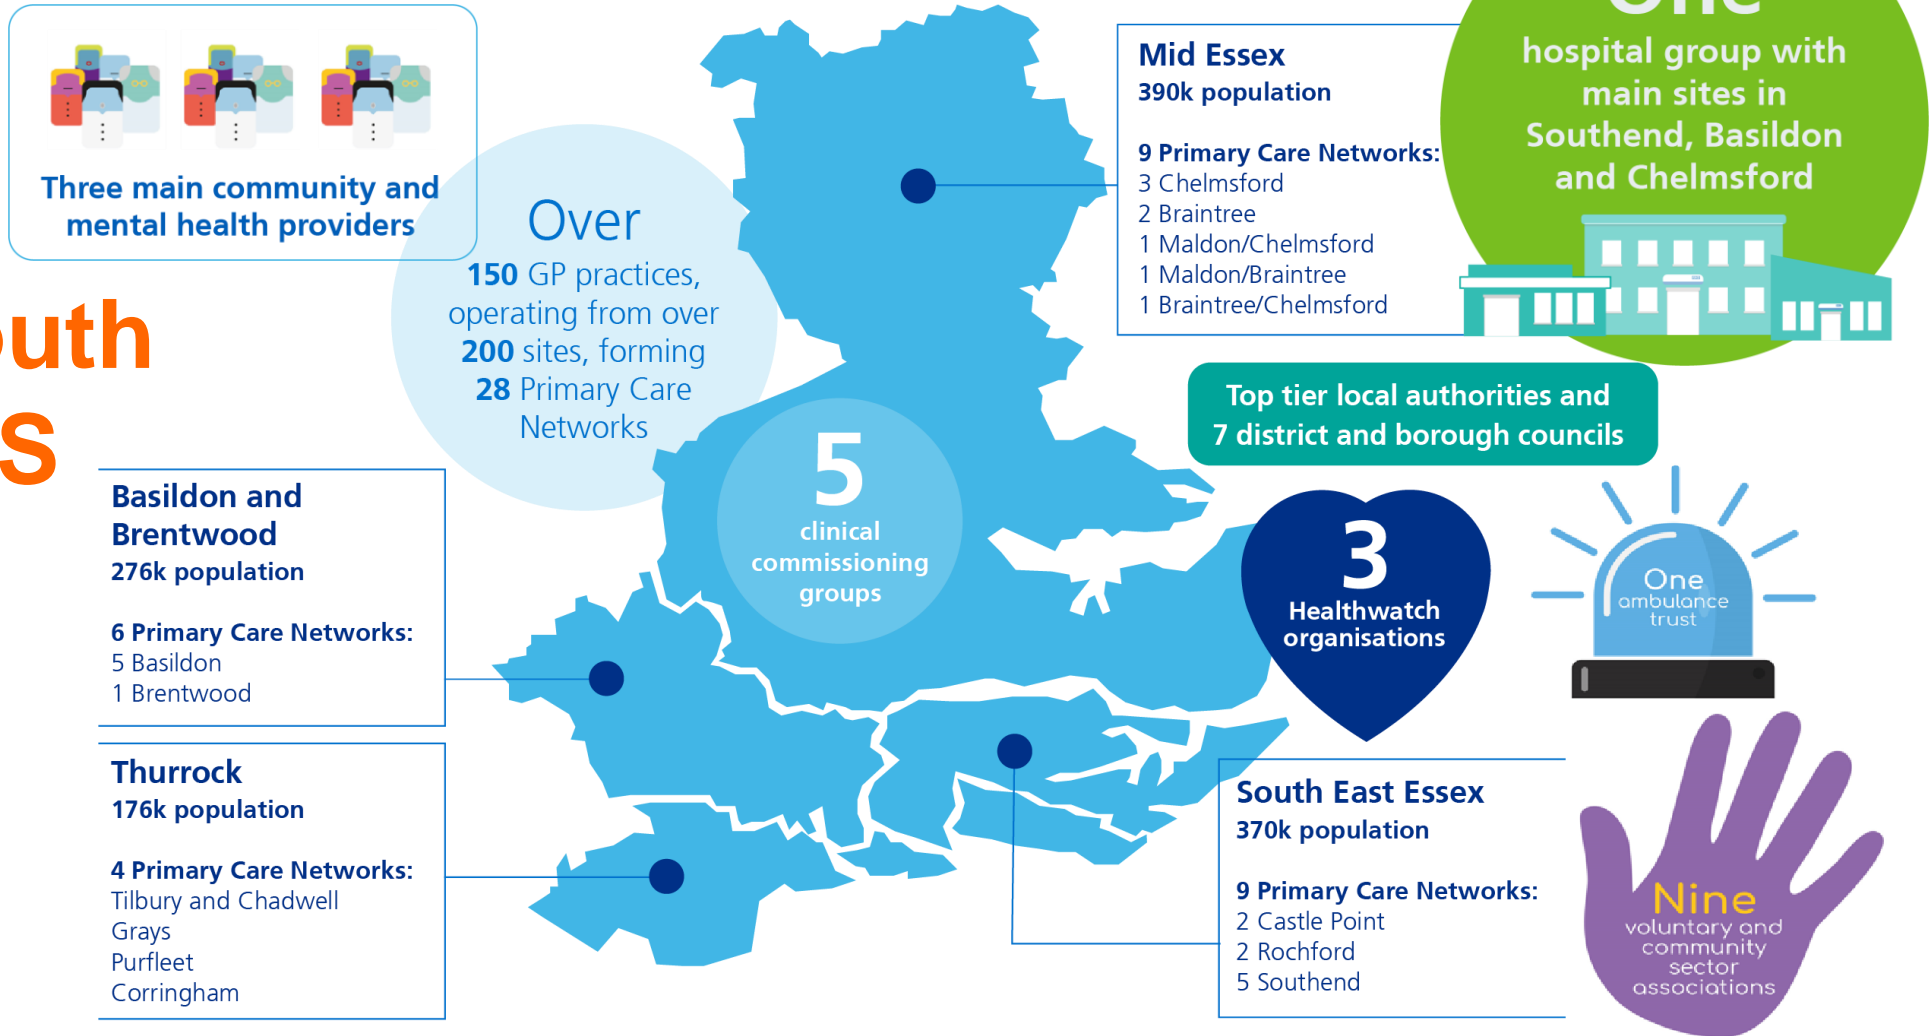 Three main community and
mental health providers
Over
150 GP practices,
operating from over
200 sites, forming
28 Primary Care
Networks
Mid Essex
390k population
9 Primary Care Networks:
3 Chelmsford
2 Braintree
1 Maldon/Chelmsford
1 Maldon/Braintree
1 Braintree/Chelmsford
One
hospital group with
main sites in
Southend, Basildon
and Chelmsford
Top tier local authorities and
7 district and borough councils
5
clinical
commissioning
groups
Basildon and
Brentwood
276k population
6 Primary Care Networks:
5 Basildon
1 Brentwood
3
Healthwatch
organisations
One
ambulance
trust
Thurrock
176k population
4 Primary Care Networks:
Tilbury and Chadwell
Grays
Purfleet
Corringham
South East Essex
370k population
9 Primary Care Networks:
2 Castle Point
2 Rochford
5 Southend
Nine
voluntary and
community
sector
associations